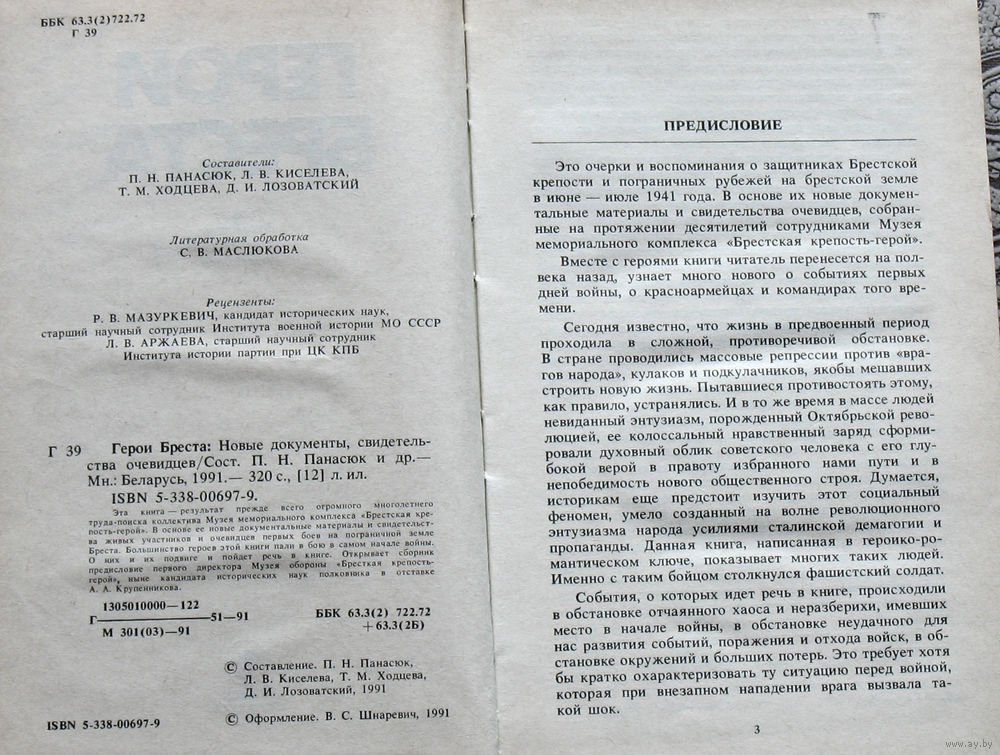 ББК 63.3(2)722.72
Г 39
Составители:
П. Н. ПАНАСЮК, Л. В. КИСЕЛЕВА,
Т. М. ХОДЦЕВА, Д. И. ЛОЗОВАТСКИЙ
Литературная обработка
С. В. МАСЛЮКОВА
Рецензенты:
Р. В. МАЗУРКЕВИЧ, кандидат исторических наук,
старший научный сотрудник Института военной истории МО СССР
Л. В. АРЖАЕВА, старший научный сотрудник
Института истории партии при ЦК КПБ
Г 39 Герои Бреста: Новые документы, свидетель-
ства очевидцев/Сост. П. Н. Панасюк и др.—
Мн.: Беларусь, 1991.— 320 с., [12] л. ил.
ISBN 5-338-00697-9.
Эта книга — результат прежде всего огромного многолетнего
труда-поиска коллектива Музея мемориального комплекса «Брестская кре-
пость-герой». В основе ее новые документальные материалы и свидетельст-
ва живых участников и очевидцев первых боев на пограничной земле
Бреста. Большинство героев этой книги пали в бою в самом начале войны.
О них и их подвиге и пойдет речь в книге. Открывает сборник
предисловие первого директора Музея обороны «Бресткая крепость-
герой», ныне кандидата исторических наук полковника в отставке
А. А. Крупенникова.
1305010000—122
Г————51—91
М 301(03)—91
ББК 63.3(2) 722.72
+63.3(2Б)
© Составление. П. Н. Панасюк,
Л. В. Киселева, Т. М. Ходцева,
Д. И. Лозоватский, 1991
ISBN 5-338-00697-9
© Оформление. В. С. Шнаревич, 1991
ПРЕДИСЛОВИЕ
Это очерки и воспоминания о защитниках Брестской
крепости и пограничных рубежей на брестской земле
в июне — июле 1941 года. В основе их новые докумен-
тальные материалы и свидетельства очевидцев, собран-
ные на протяжении десятилетий сотрудниками Музея
мемориального комплекса «Брестская крепость-герой».
Вместе с героями книги читатель перенесется на пол-
века назад, узнает много нового о событиях первых
дней войны, о красноармейцах и командирах того вре-
мени.
Сегодня известно, что жизнь в предвоенный период
проходила в сложной, противоречивой обстановке.
В стране проводились массовые репрессии против «вра-
гов народа», кулаков и подкулачников, якобы мешавших
строить новую жизнь. Пытавшиеся противостоять этому,
как правило, устранялись. И в то же время в массе людей
невиданный энтузиазм, порожденный Октябрьской рево-
люцией, ее колоссальный нравственный заряд сформи-
ровали духовный облик советского человека с его глу-
бокой верой в правоту избранного нами пути и в
непобедимость нового общественного строя. Думается,
историкам еще предстоит изучить этот социальный
феномен, умело созданный на волне революционного
энтузиазма народа усилиями сталинской демагогии и
пропаганды. Данная книга, написанная в героико-ро-
мантическом ключе, показывает многих таких людей.
Именно с таким бойцом столкнулся фашистский солдат.
События, о которых идет речь в книге, происходили
в обстановке отчаянного хаоса и неразберихи, имевших
место в начале войны, в обстановке неудачного для
нас развития событий, поражения и отхода войск, в об-
становке окружений и больших потерь. Это требует хотя
бы кратко охарактеризовать ту ситуацию перед войной,
которая при внезапном нападении врага вызвала та-
кой шок.
3
www.ay.by